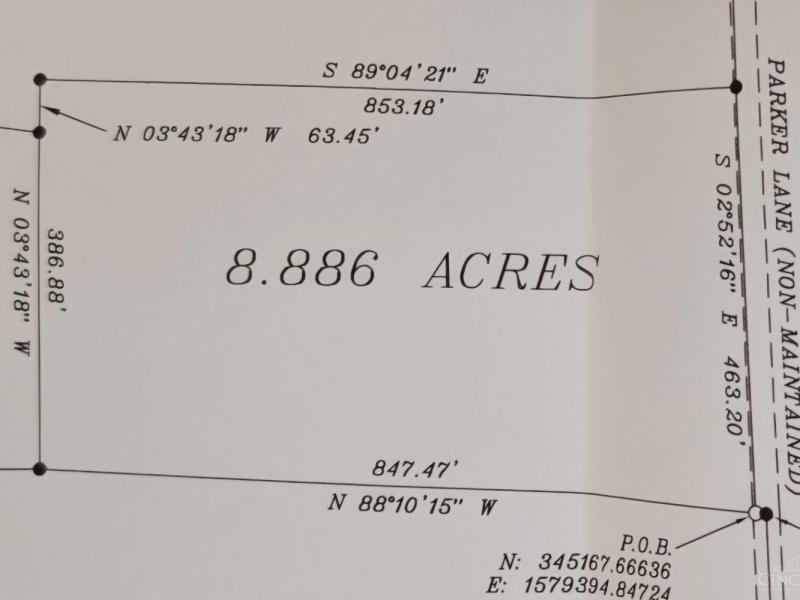 S 89°04'21" E
853.18'
N 03°43'18" W 63.45'
PARKER LANE (NON-MAINTAINED)
S 02°52'16" E 463.20'
N 03°43'18" W
386.88'
8.886 ACRES
847.47'
N 88°10'15" W
P.O.B.
N: 345167.66636
E: 1579394.84724